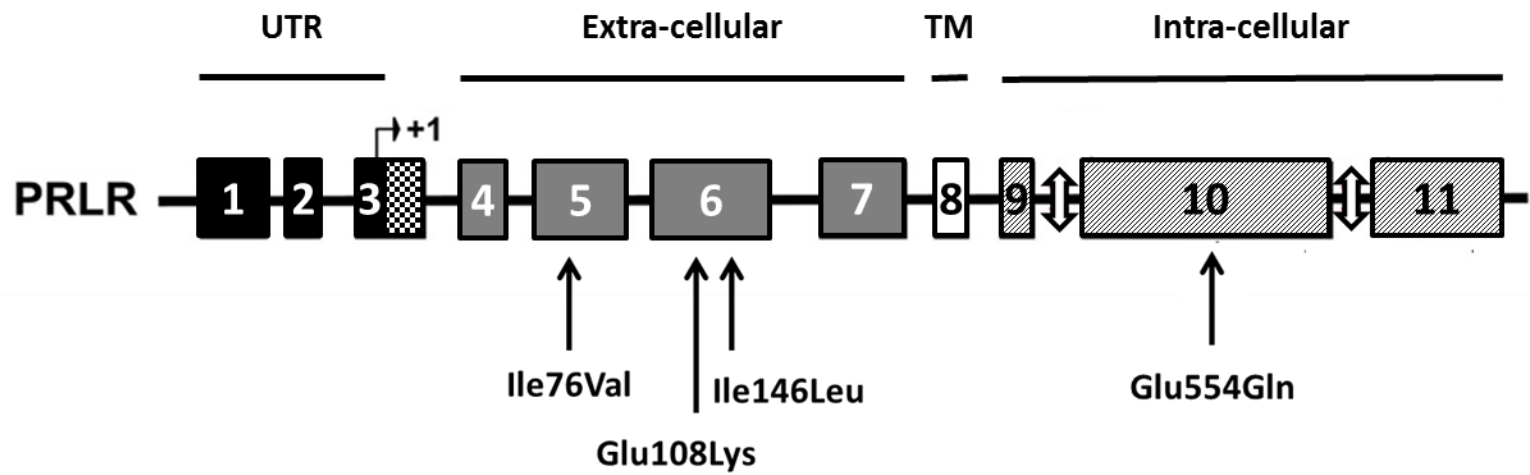 UTR Extra-cellular TM Intra-cellular
+1
PRLR 1 2 3 4 5 6 7 8 9 10 11
Ile76Val Ile146Leu Glu554Gln
Glu108Lys